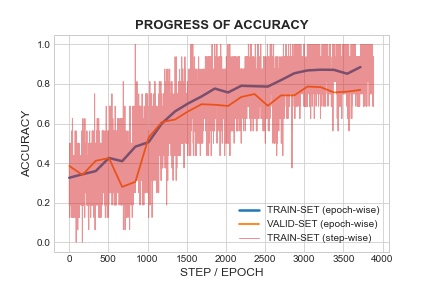 PROGRESS OF ACCURACY
ACCURACY
1.0
0.8
0.6
0.4
0.2
0.0
0 500 1000 1500 2000 2500 3000 3500 4000
STEP / EPOCH
TRAIN-SET (epoch-wise)
VALID-SET (epoch-wise)
TRAIN-SET (step-wise)